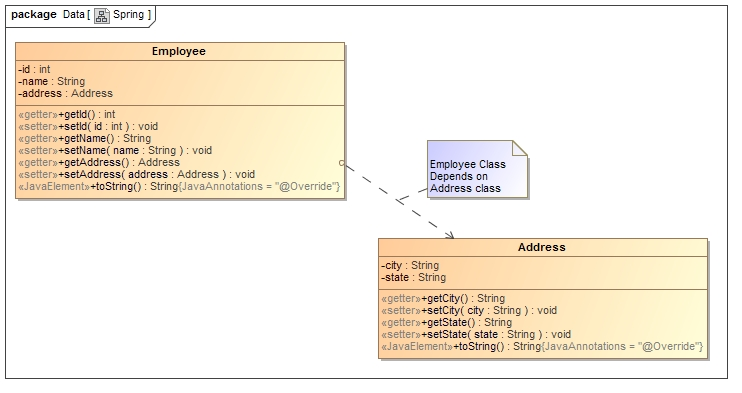 package Data [ Spring ]
Employee
-id : int
-name : String
-address : Address
«getter»+getId() : int
«setter»+setId( id : int ) : void
«getter»+getName() : String
«setter»+setName( name : String ) : void
«getter»+getAddress() : Address
«setter»+setAddress( address : Address ) : void
«JavaElement»+toString() : String{JavaAnnotations = "@Override"}
Employee Class
Depends on
Address class
Address
-city : String
-state : String
«getter»+getCity() : String
«setter»+setCity( city : String ) : void
«getter»+getState() : String
«setter»+setState( state : String ) : void
«JavaElement»+toString() : String{JavaAnnotations = "@Override"}